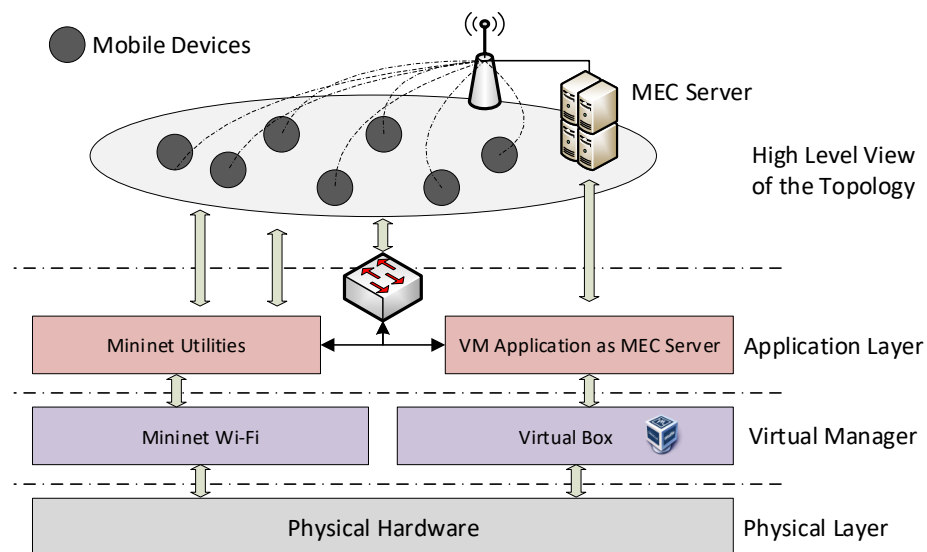 Mobile Devices
MEC Server
High Level View
of the Topology
Mininet Utilities
VM Application as MEC Server
Application Layer
Mininet Wi-Fi
Virtual Box
Virtual Manager
Physical Hardware
Physical Layer